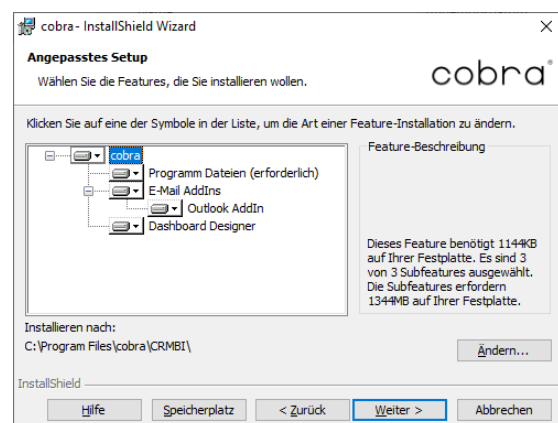 cobra - InstallShield Wizard
Angepasstes Setup
Wählen Sie die Features, die Sie installieren wollen.
cobra®
Klicken Sie auf eine der Symbole in der Liste, um die Art einer Feature-Installation zu ändern.
cobra
Programm Dateien (erforderlich)
E-Mail AddIns
Outlook AddIn
Dashboard Designer
Feature-Beschreibung
Dieses Feature benötigt 1144KB
auf Ihrer Festplatte. Es sind 3
von 3 Subfeatures ausgewählt.
Die Subfeatures erfordern
1344MB auf Ihrer Festplatte.
Installieren nach:
C:\Program Files\cobra\CRMBI\
Ändern...
InstallShield
Hilfe
Speicherplatz
< Zurück
Weiter >
Abbrechen